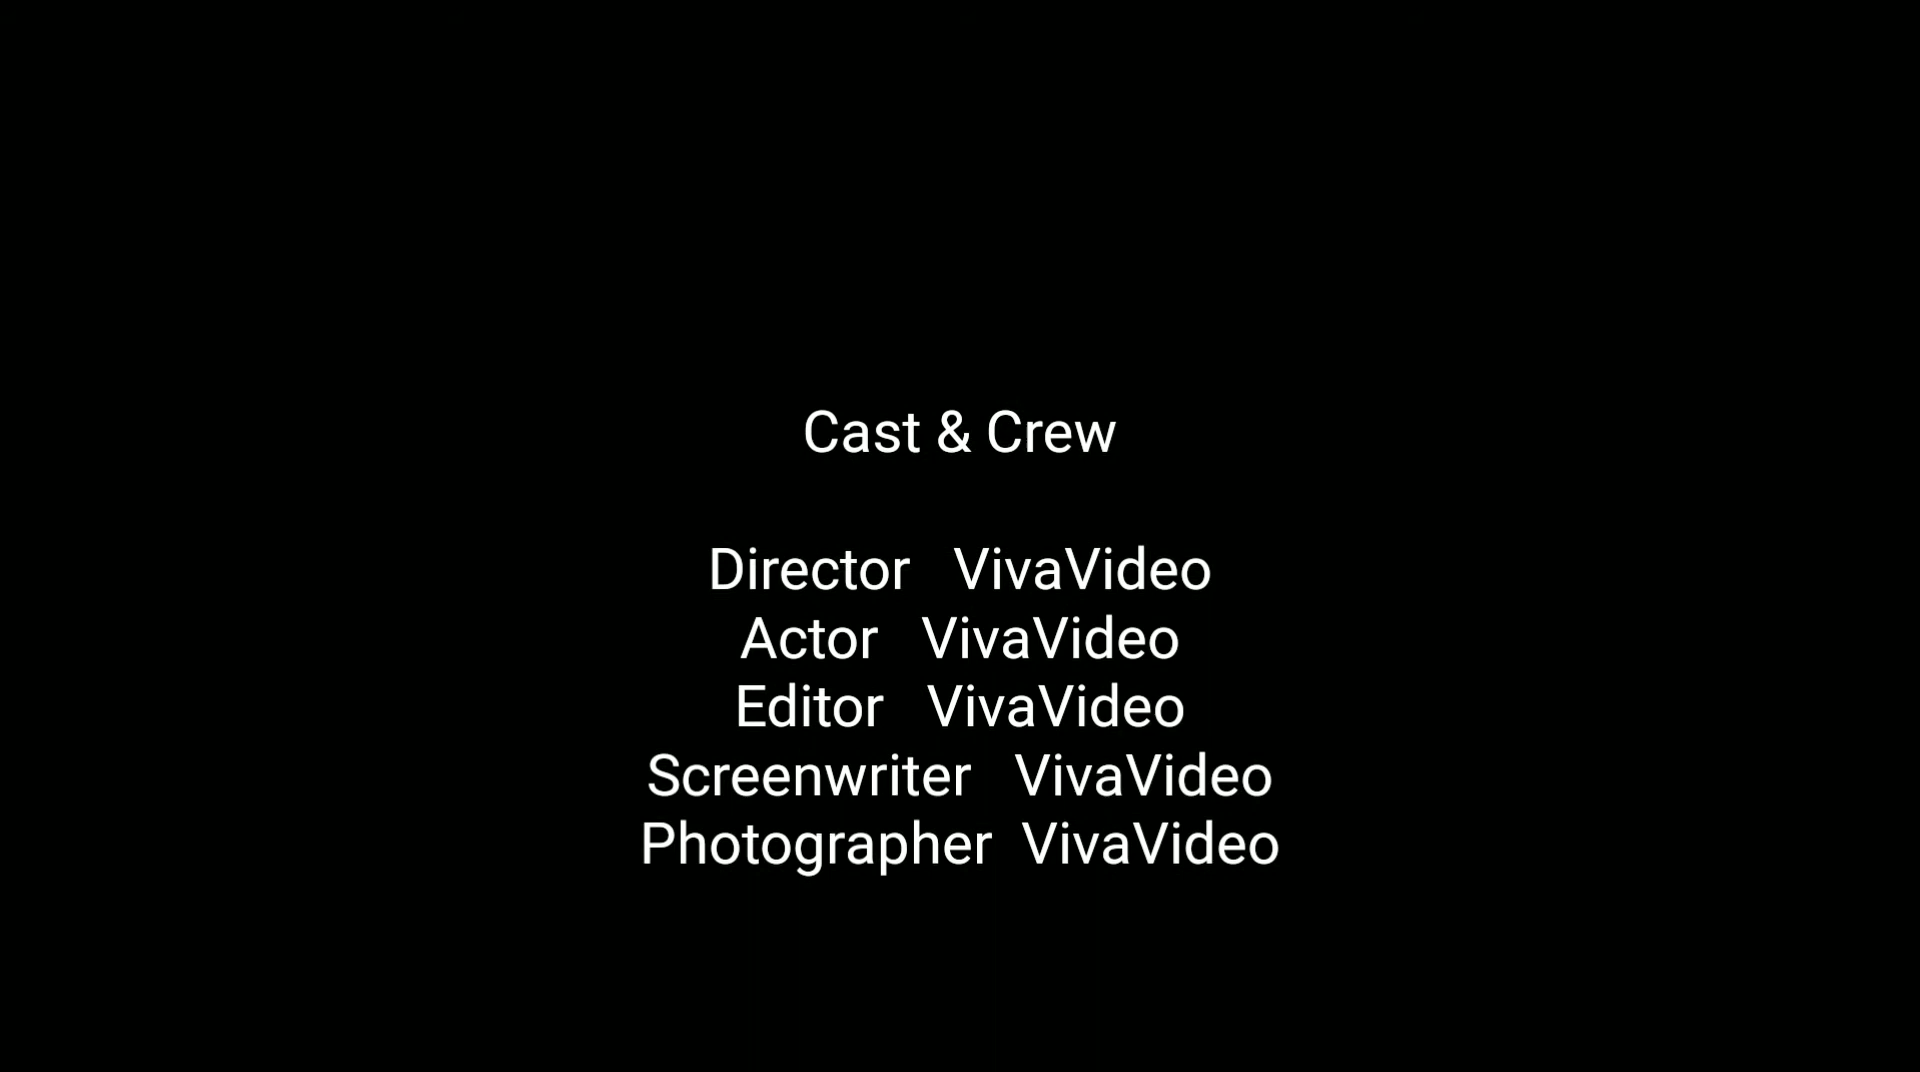 Cast & Crew
Director VivaVideo
Actor VivaVideo
Editor VivaVideo
Screenwriter VivaVideo
Photographer VivaVideo